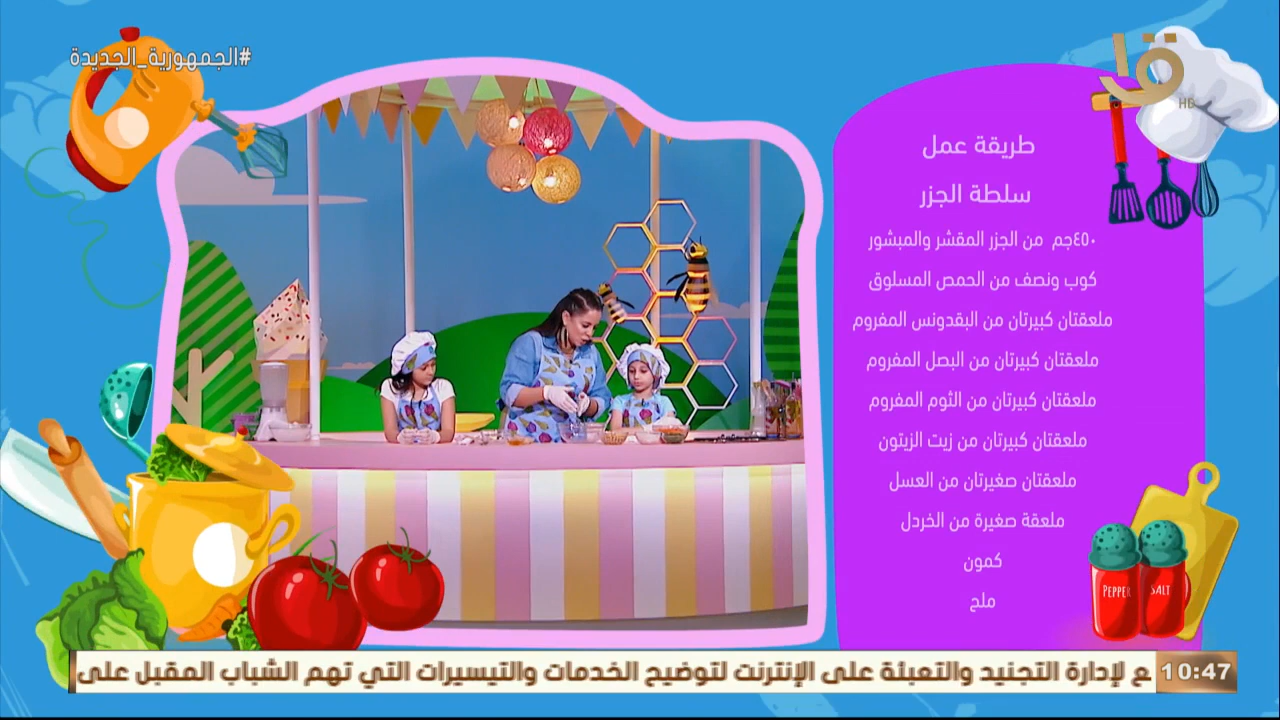 #الجمهورية_الجديدة
HD
طريقة عمل
سلطة الجزر
٤٥٠جم من الجزر المقشر والمبشور
كوب ونصف من الحمص المسلوق
ملعقتان كبيرتان من البقدونس المفروم
ملعقتان كبيرتان من البصل المفروم
ملعقتان كبيرتان من الثوم المفروم
ملعقتان كبيرتان من زيت الزيتون
ملعقتان صغيرتان من العسل
ملعقة صغيرة من الخردل
كمون
ملح
PEPPER
SALT
10:47
ع لإدارة التجنيد والتعبئة على الإنترنت لتوضيح الخدمات والتيسيرات التي تهم الشباب المقبل على